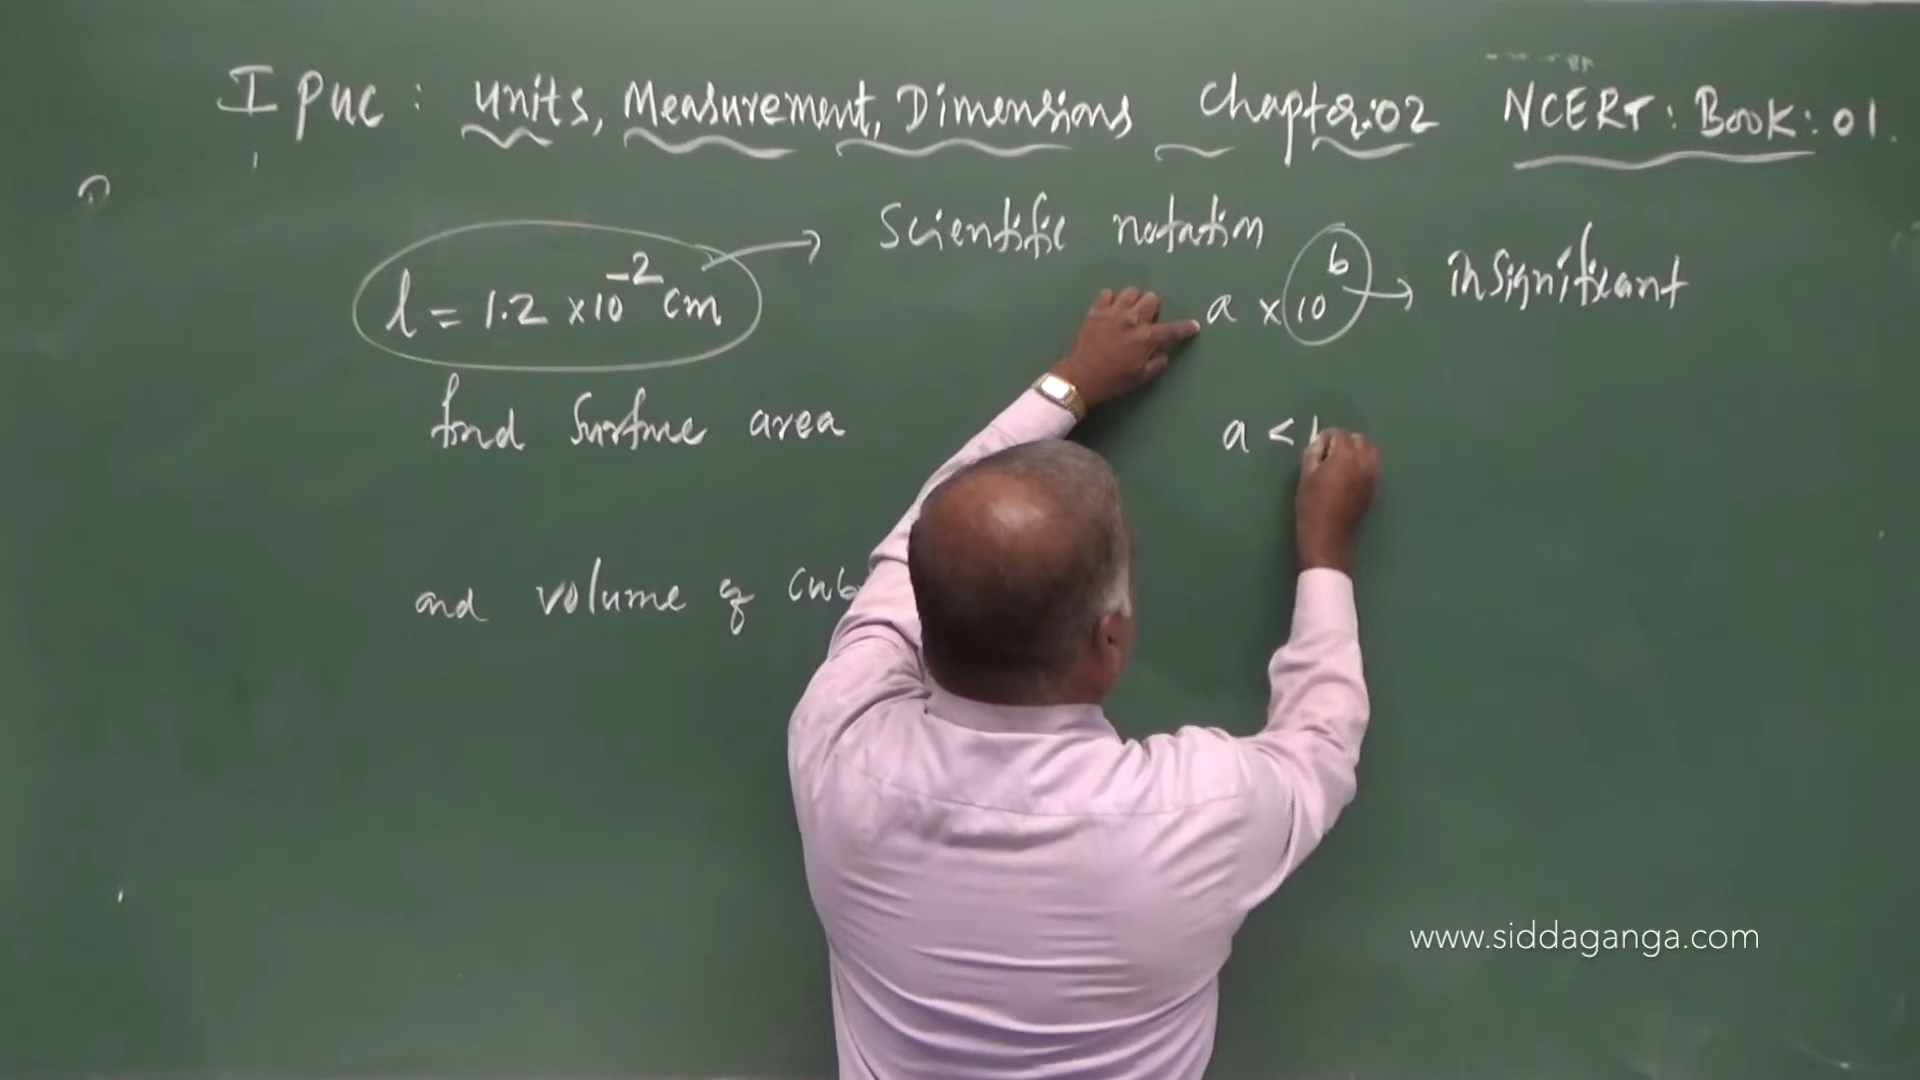 I PUC : units, Measurement, Dimensions Chapter:02 NCERT: Book: 01.
Scientific notation
l = 1.2 ×10⁻² cm
a ×10ᵇ → insignificant
find Surface area
a <
and volume of
www.siddaganga.com